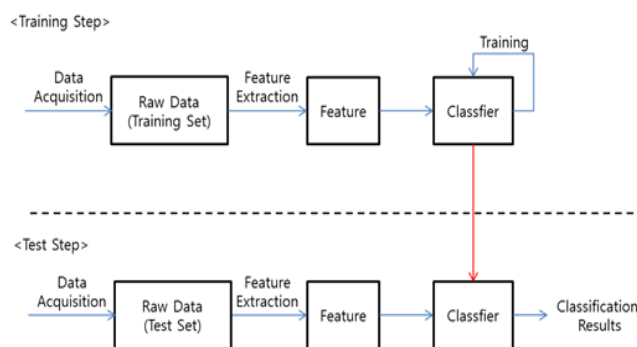 <Training Step>
Training
Data
Acquisition
Raw Data
(Training Set)
Feature
Extraction
Feature
Classfier
<Test Step>
Data
Acquisition
Raw Data
(Test Set)
Feature
Extraction
Feature
Classfier
Classification
Results